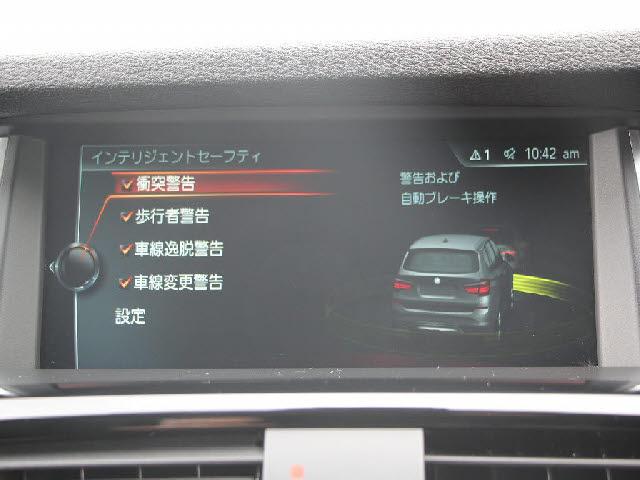 インテリジェントセーフティ
1 10:42 am
衝突警告
歩行者警告
車線逸脱警告
車線変更警告
設定
警告および
自動ブレーキ操作